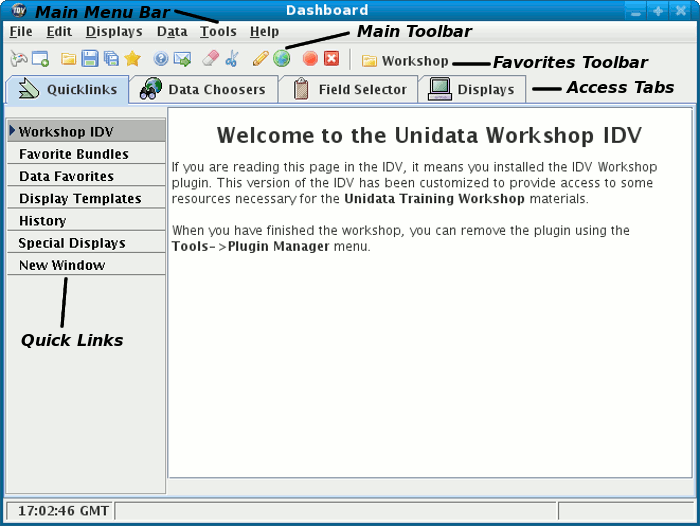 IDV Main Menu Bar Dashboard
File Edit Displays Data Tools Help
Main Toolbar
Workshop Favorites Toolbar
Quicklinks Data Choosers Field Selector Displays Access Tabs
Workshop IDV
Favorite Bundles
Data Favorites
Display Templates
History
Special Displays
New Window
Quick Links
Welcome to the Unidata Workshop IDV
If you are reading this page in the IDV, it means you installed the IDV Workshop
plugin. This version of the IDV has been customized to provide access to some
resources necessary for the Unidata Training Workshop materials.
When you have finished the workshop, you can remove the plugin using the
Tools->Plugin Manager menu.
17:02:46 GMT